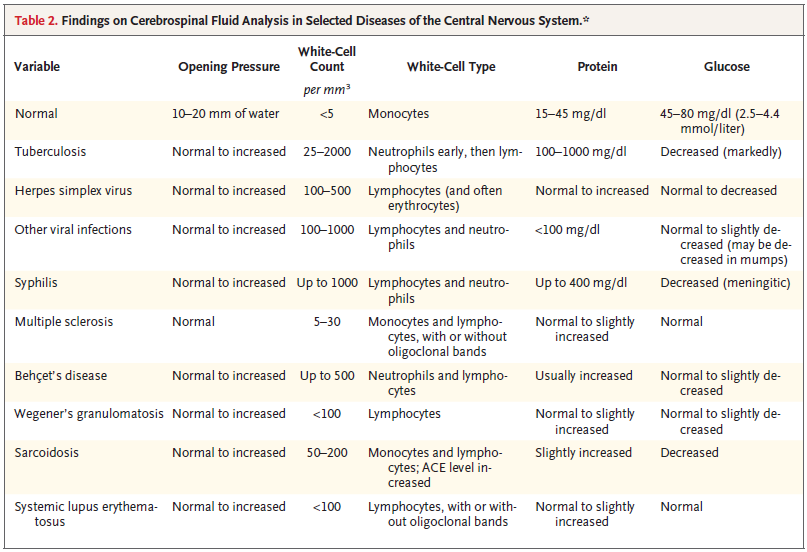 Table 2. Findings on Cerebrospinal Fluid Analysis in Selected Diseases of the Central Nervous System.*
Variable Opening Pressure White-Cell Count White-Cell Type Protein Glucose
per mm³
Normal 10–20 mm of water <5 Monocytes 15–45 mg/dl 45–80 mg/dl (2.5–4.4
mmol/liter)
Tuberculosis Normal to increased 25–2000 Neutrophils early, then lym- 100–1000 mg/dl Decreased (markedly)
phocytes
Herpes simplex virus Normal to increased 100–500 Lymphocytes (and often Normal to increased Normal to decreased
erythrocytes)
Other viral infections Normal to increased 100–1000 Lymphocytes and neutro- <100 mg/dl Normal to slightly de-
phils creased (may be de-
creased in mumps)
Syphilis Normal to increased Up to 1000 Lymphocytes and neutro- Up to 400 mg/dl Decreased (meningitic)
phils
Multiple sclerosis Normal 5–30 Monocytes and lympho- Normal to slightly Normal
cytes, with or without increased
oligoclonal bands
Behçet's disease Normal to increased Up to 500 Neutrophils and lympho- Usually increased Normal to slightly de-
cytes creased
Wegener's granulomatosis Normal to increased <100 Lymphocytes Normal to slightly Normal to slightly de-
increased creased
Sarcoidosis Normal to increased 50–200 Monocytes and lympho- Slightly increased Decreased
cytes; ACE level in-
creased
Systemic lupus erythema- Normal to increased <100 Lymphocytes, with or with- Normal to slightly Normal
tosus out oligoclonal bands increased